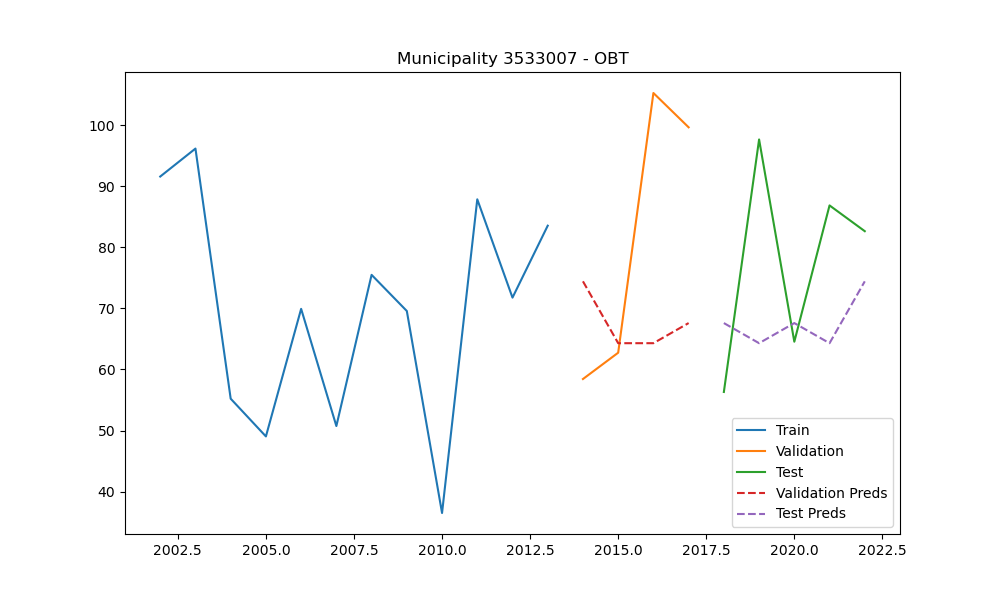 Municipality 3533007 - OBT
100
90
80
70
60
50
40
2002.5 2005.0 2007.5 2010.0 2012.5 2015.0 2017.5 2020.0 2022.5
Train
Validation
Test
Validation Preds
Test Preds